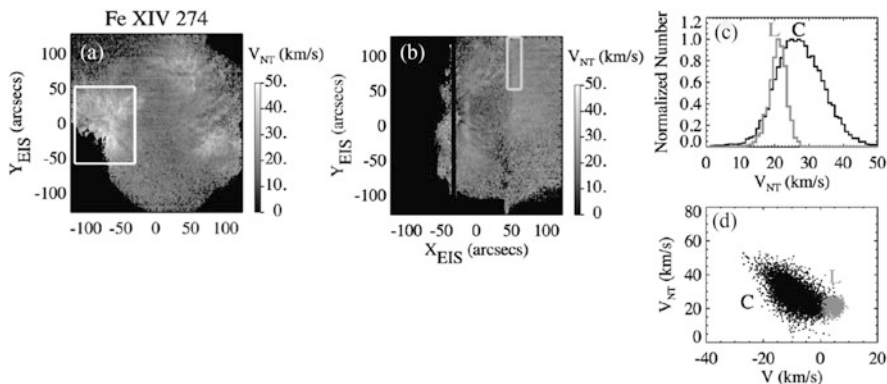 Fe XIV 274
(a)
V_NT (km/s)
50.
40.
30.
20.
10.
0
Y_EIS (arcsecs)
100
50
0
-50
-100
-100 -50 0 50 100
(b)
V_NT (km/s)
50.
40.
30.
20.
10.
0
Y_EIS (arcsecs)
100
50
0
-50
-100
-100 -50 0 50 100
X_EIS (arcsecs)
(c)
L C
Normalized Number
1.2
1.0
0.8
0.6
0.4
0.2
0.0
0 10 20 30 40 50
V_NT (km/s)
(d)
L
C
V_NT (km/s)
80
60
40
20
0
-40 -20 0 20
V (km/s)